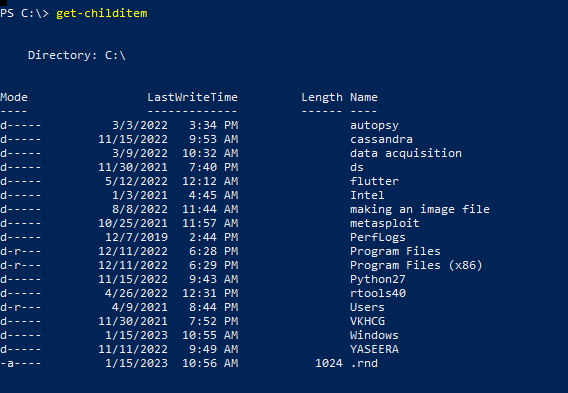 PS C:\> get-childitem
Directory: C:\
Mode LastWriteTime Length Name
---- ------------- ------ ----
d----- 3/3/2022 3:34 PM autopsy
d----- 11/15/2022 9:53 AM cassandra
d----- 3/9/2022 10:32 AM data acquisition
d----- 11/30/2021 7:40 PM ds
d----- 5/12/2022 12:12 AM flutter
d----- 1/3/2021 4:45 AM Intel
d----- 8/8/2022 11:44 AM making an image file
d----- 10/25/2021 11:57 AM metasploit
d----- 12/7/2019 2:44 PM PerfLogs
d-r--- 12/11/2022 6:28 PM Program Files
d-r--- 12/11/2022 6:29 PM Program Files (x86)
d----- 11/15/2022 9:43 AM Python27
d----- 4/26/2022 12:31 PM rtools40
d-r--- 4/9/2021 8:44 PM Users
d----- 11/30/2021 7:52 PM VKHCG
d----- 1/15/2023 10:55 AM Windows
d----- 11/11/2022 9:49 AM YASEERA
-a---- 1/15/2023 10:56 AM 1024 .rnd